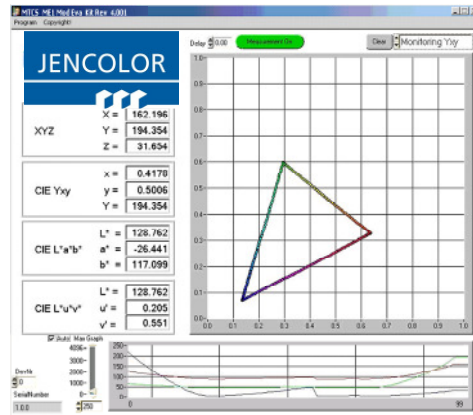 MTCS ME1 Mod Eva Kit Rev 4.001
Program Copyright!
JENCOLOR
Delay 0.00 Measurement On Clear Monitoring Yxy
XYZ
X = 162.196
Y = 194.354
Z = 31.654
CIE Yxy
x = 0.4178
y = 0.5006
Y = 194.354
CIE L*a*b*
L* = 128.762
a* = -26.441
b* = 117.099
CIE L*u*v*
L* = 128.762
u' = 0.205
v' = 0.551
1.0
0.9
0.8
0.7
0.6
0.5
0.4
0.3
0.2
0.1
0.0
0.0 0.1 0.2 0.3 0.4 0.5 0.6 0.7 0.8 0.9 1.0
(Auto) Max Graph
4096
3000
2000
1000
0
250
250
200
150
100
50
0
0 99
DevNr
0
SerialNumber
1.0.0